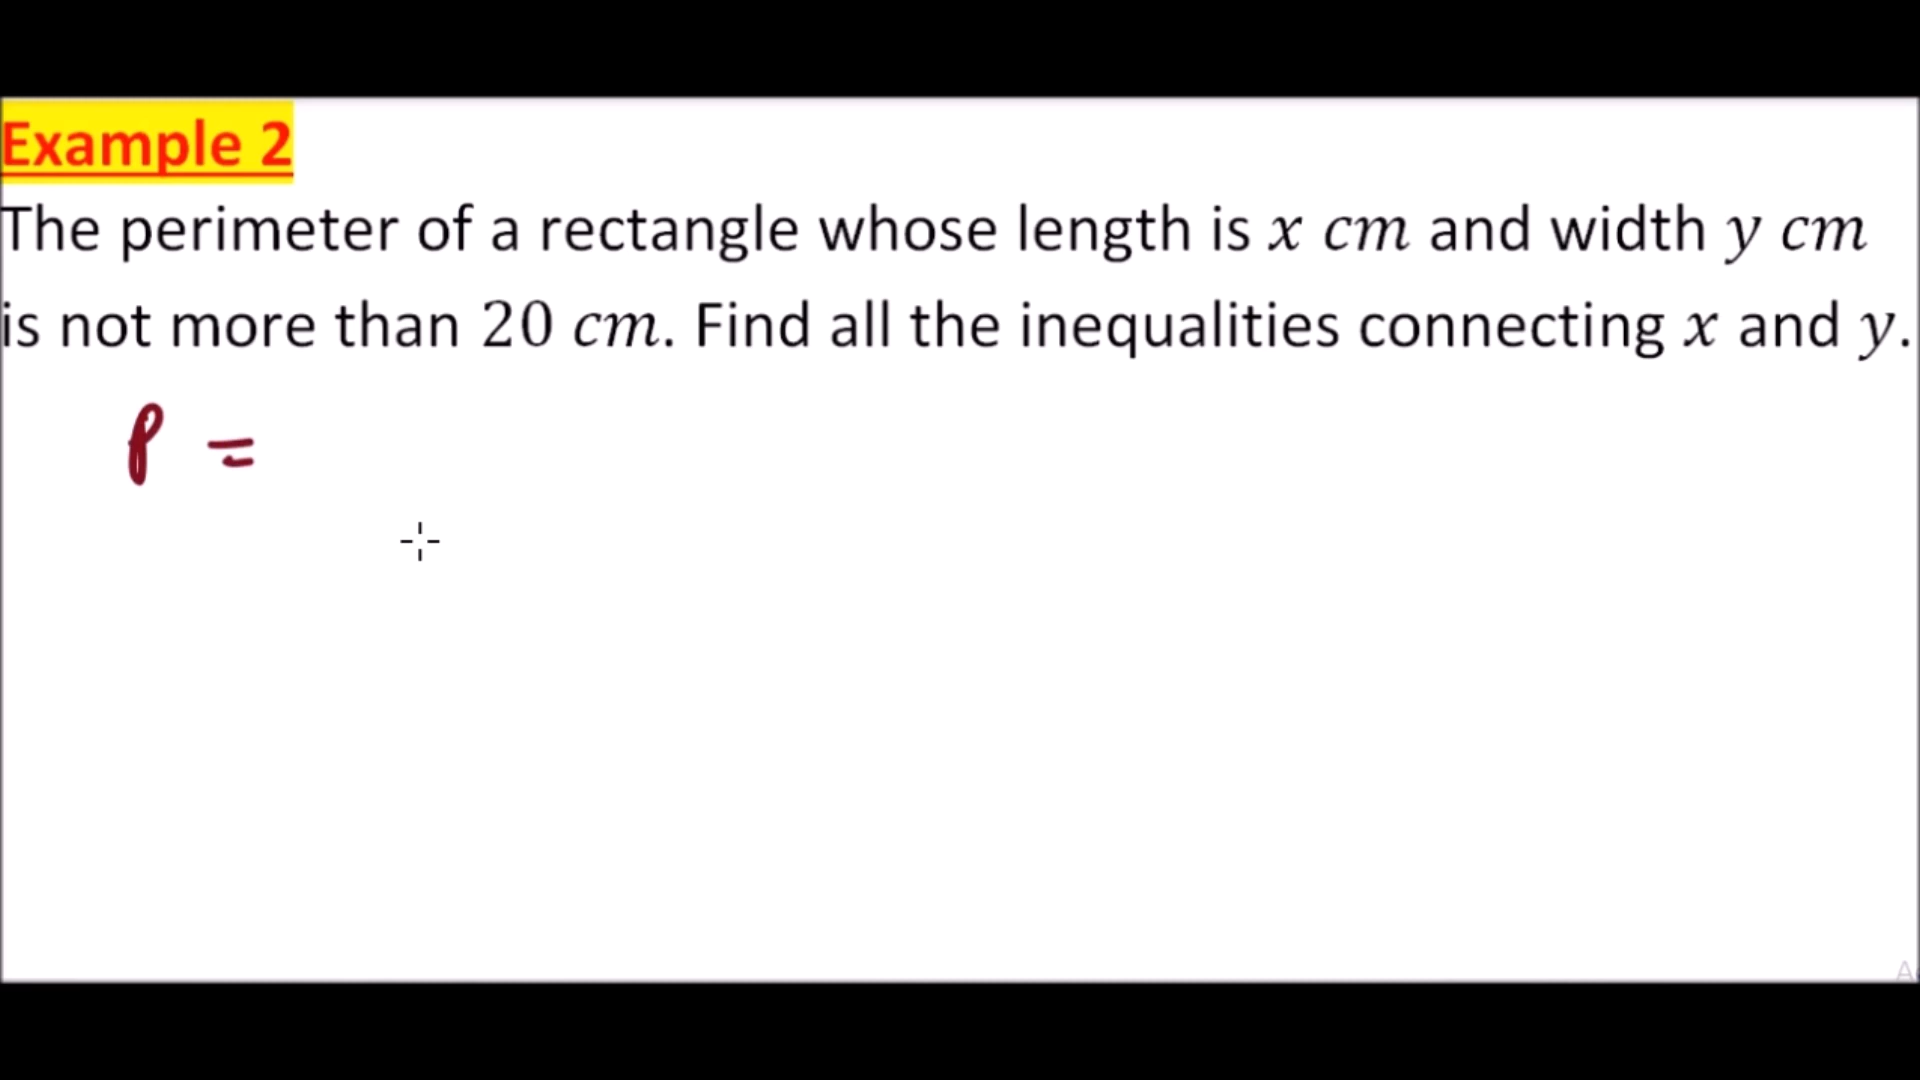 Example 2
The perimeter of a rectangle whose length is x cm and width y cm
is not more than 20 cm. Find all the inequalities connecting x and y.
P =
A